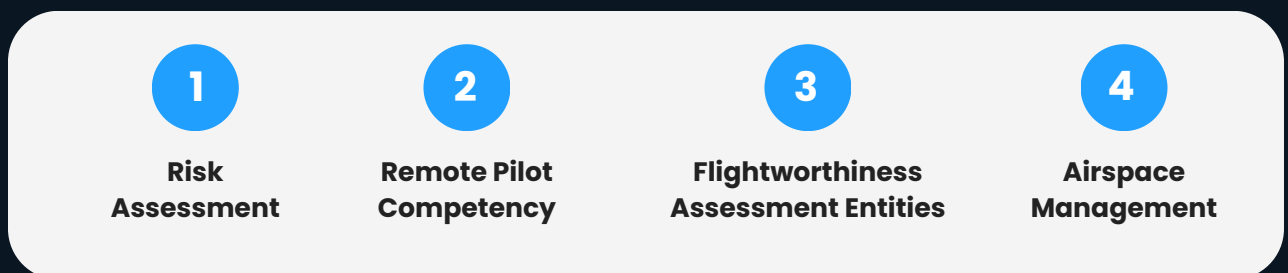 1
Risk
Assessment
2
Remote Pilot
Competency
3
Flightworthiness
Assessment Entities
4
Airspace
Management